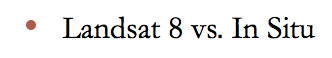 • Landsat 8 vs. In Situ